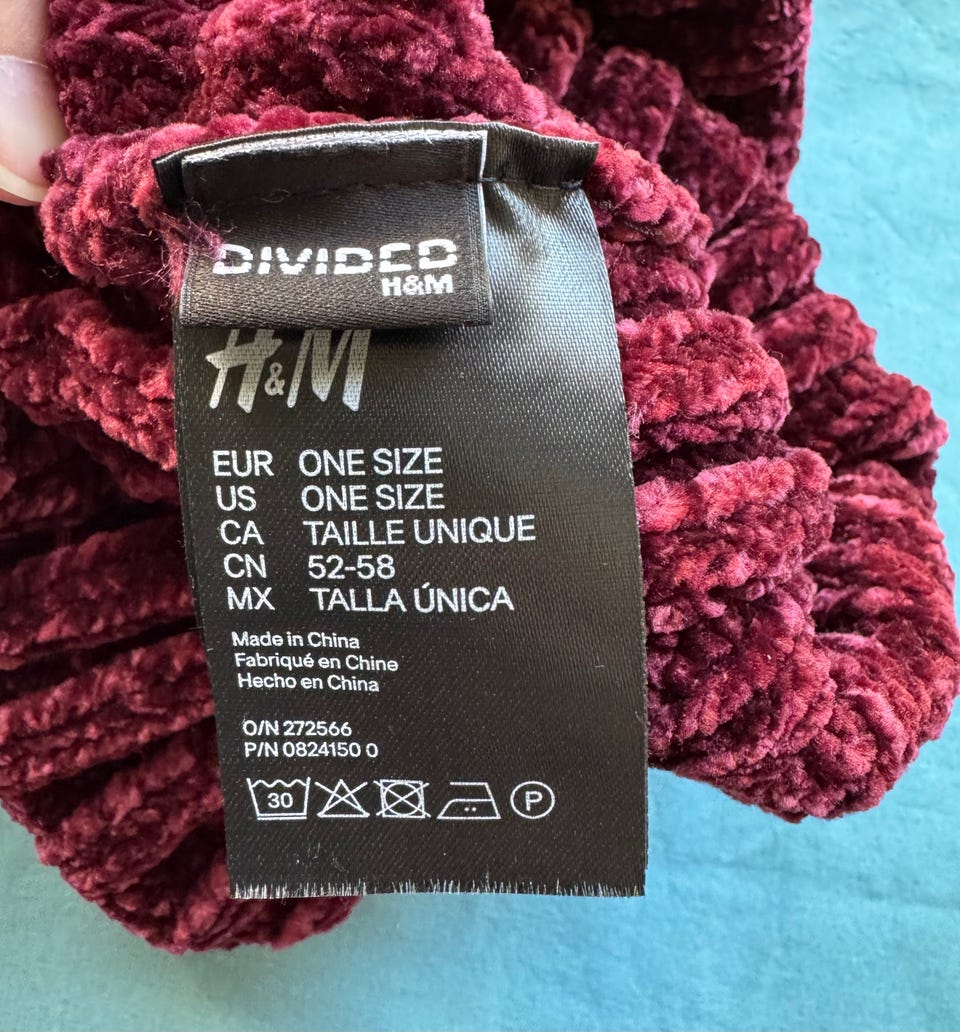 DIVIDED
H&M
H&M
EUR ONE SIZE
US ONE SIZE
CA TAILLE UNIQUE
CN 52-58
MX TALLA ÚNICA
Made in China
Fabriqué en Chine
Hecho en China
O/N 272566
P/N 0824150 0
30 P